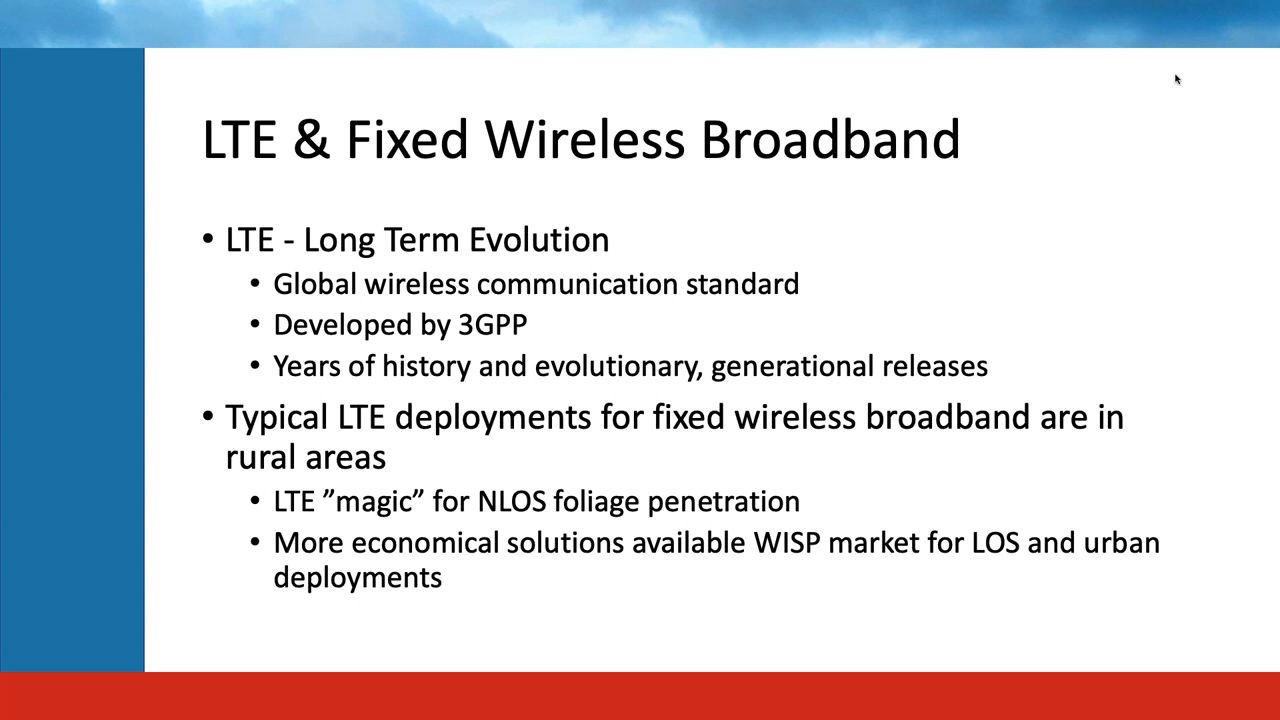 LTE & Fixed Wireless Broadband
• LTE - Long Term Evolution
• Global wireless communication standard
• Developed by 3GPP
• Years of history and evolutionary, generational releases
• Typical LTE deployments for fixed wireless broadband are in
rural areas
• LTE ”magic” for NLOS foliage penetration
• More economical solutions available WISP market for LOS and urban
deployments